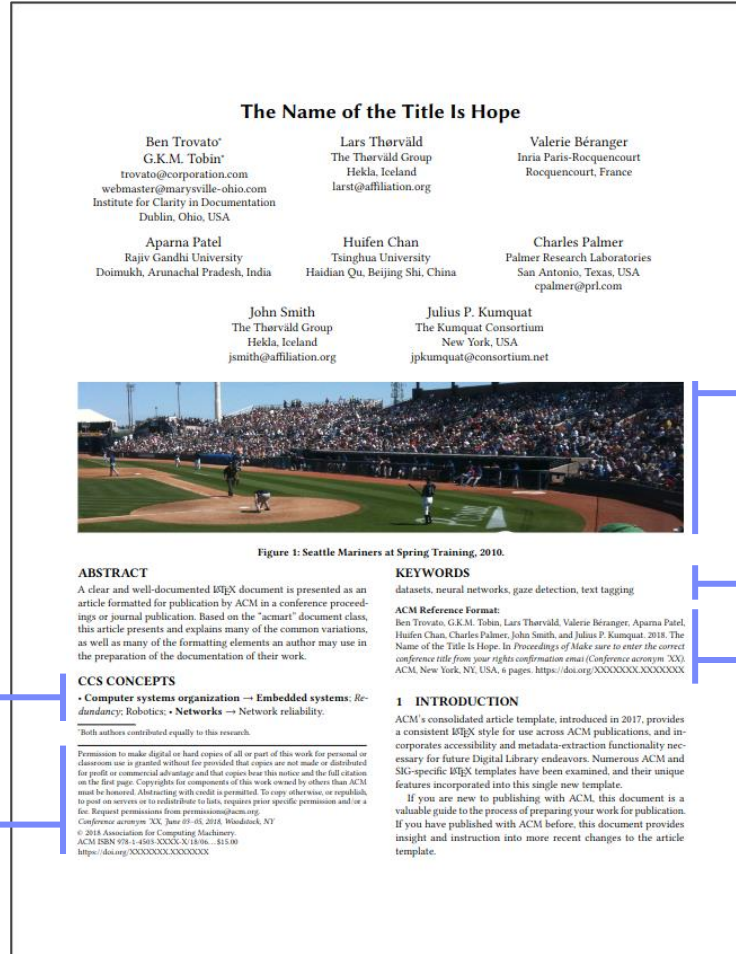 The Name of the Title Is Hope
Ben Trovato*
G.K.M. Tobin*
trovato@corporation.com
webmaster@marysville-ohio.com
Institute for Clarity in Documentation
Dublin, Ohio, USA
Lars Thørväld
The Thørväld Group
Hekla, Iceland
larst@affiliation.org
Valerie Béranger
Inria Paris-Rocquencourt
Rocquencourt, France
Aparna Patel
Rajiv Gandhi University
Doimukh, Arunachal Pradesh, India
Huifen Chan
Tsinghua University
Haidian Qu, Beijing Shi, China
Charles Palmer
Palmer Research Laboratories
San Antonio, Texas, USA
cpalmer@prl.com
John Smith
The Thørväld Group
Hekla, Iceland
jsmith@affiliation.org
Julius P. Kumquat
The Kumquat Consortium
New York, USA
jpkumquat@consortium.net
Figure 1: Seattle Mariners at Spring Training, 2010.
ABSTRACT
A clear and well-documented LATEX document is presented as an
article formatted for publication by ACM in a conference proceed-
ings or journal publication. Based on the "acmart" document class,
this article presents and explains many of the common variations,
as well as many of the formatting elements an author may use in
the preparation of the documentation of their work.
CCS CONCEPTS
• Computer systems organization → Embedded systems; Re-
dundancy; Robotics; • Networks → Network reliability.
*Both authors contributed equally to this research.
Permission to make digital or hard copies of all or part of this work for personal or
classroom use is granted without fee provided that copies are not made or distributed
for profit or commercial advantage and that copies bear this notice and the full citation
on the first page. Copyrights for components of this work owned by others than ACM
must be honored. Abstracting with credit is permitted. To copy otherwise, or republish,
to post on servers or to redistribute to lists, requires prior specific permission and/or a
fee. Request permissions from permissions@acm.org.
Conference acronym 'XX, June 03–05, 2018, Woodstock, NY
© 2018 Association for Computing Machinery.
ACM ISBN 978-1-4503-XXXX-X/18/06...$15.00
https://doi.org/XXXXXXX.XXXXXXX
KEYWORDS
datasets, neural networks, gaze detection, text tagging
ACM Reference Format:
Ben Trovato, G.K.M. Tobin, Lars Thørväld, Valerie Béranger, Aparna Patel,
Huifen Chan, Charles Palmer, John Smith, and Julius P. Kumquat. 2018. The
Name of the Title Is Hope. In Proceedings of Make sure to enter the correct
conference title from your rights confirmation emai (Conference acronym 'XX).
ACM, New York, NY, USA, 6 pages. https://doi.org/XXXXXXX.XXXXXXX
1 INTRODUCTION
ACM's consolidated article template, introduced in 2017, provides
a consistent LATEX style for use across ACM publications, and in-
corporates accessibility and metadata-extraction functionality nec-
essary for future Digital Library endeavors. Numerous ACM and
SIG-specific LATEX templates have been examined, and their unique
features incorporated into this single new template.
If you are new to publishing with ACM, this document is a
valuable guide to the process of preparing your work for publication.
If you have published with ACM before, this document provides
insight and instruction into more recent changes to the article
template.